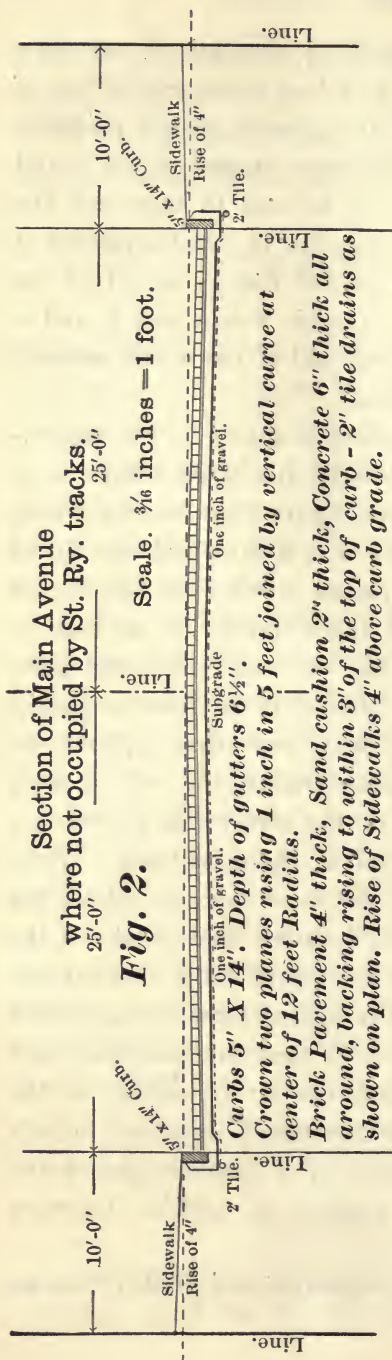 Section of Main Avenue
where not occupied by St. Ry. tracks.
10'-0" 25'-0" 25'-0" 10'-0"
Fig. 2.
Scale. 3/16 inches = 1 foot.
Line.
5" x 14" Curb.
5" x 14" Curb.
Sidewalk
Rise of 4"
Sidewalk
Rise of 4"
2' Tile.
One inch of gravel.
Subgrade
One inch of gravel.
2' Tile.
Line.
Line.
Line.
Line.
Curbs 5" X 14". Depth of gutters 6½".
Crown two planes rising 1 inch in 5 feet joined by vertical curve at
center of 12 feet Radius.
Brick Pavement 4" thick, Sand cushion 2" thick, Concrete 6" thick all
around, backing rising to within 3" of the top of curb - 2" tile drains as
shown on plan. Rise of Sidewalks 4" above curb grade.